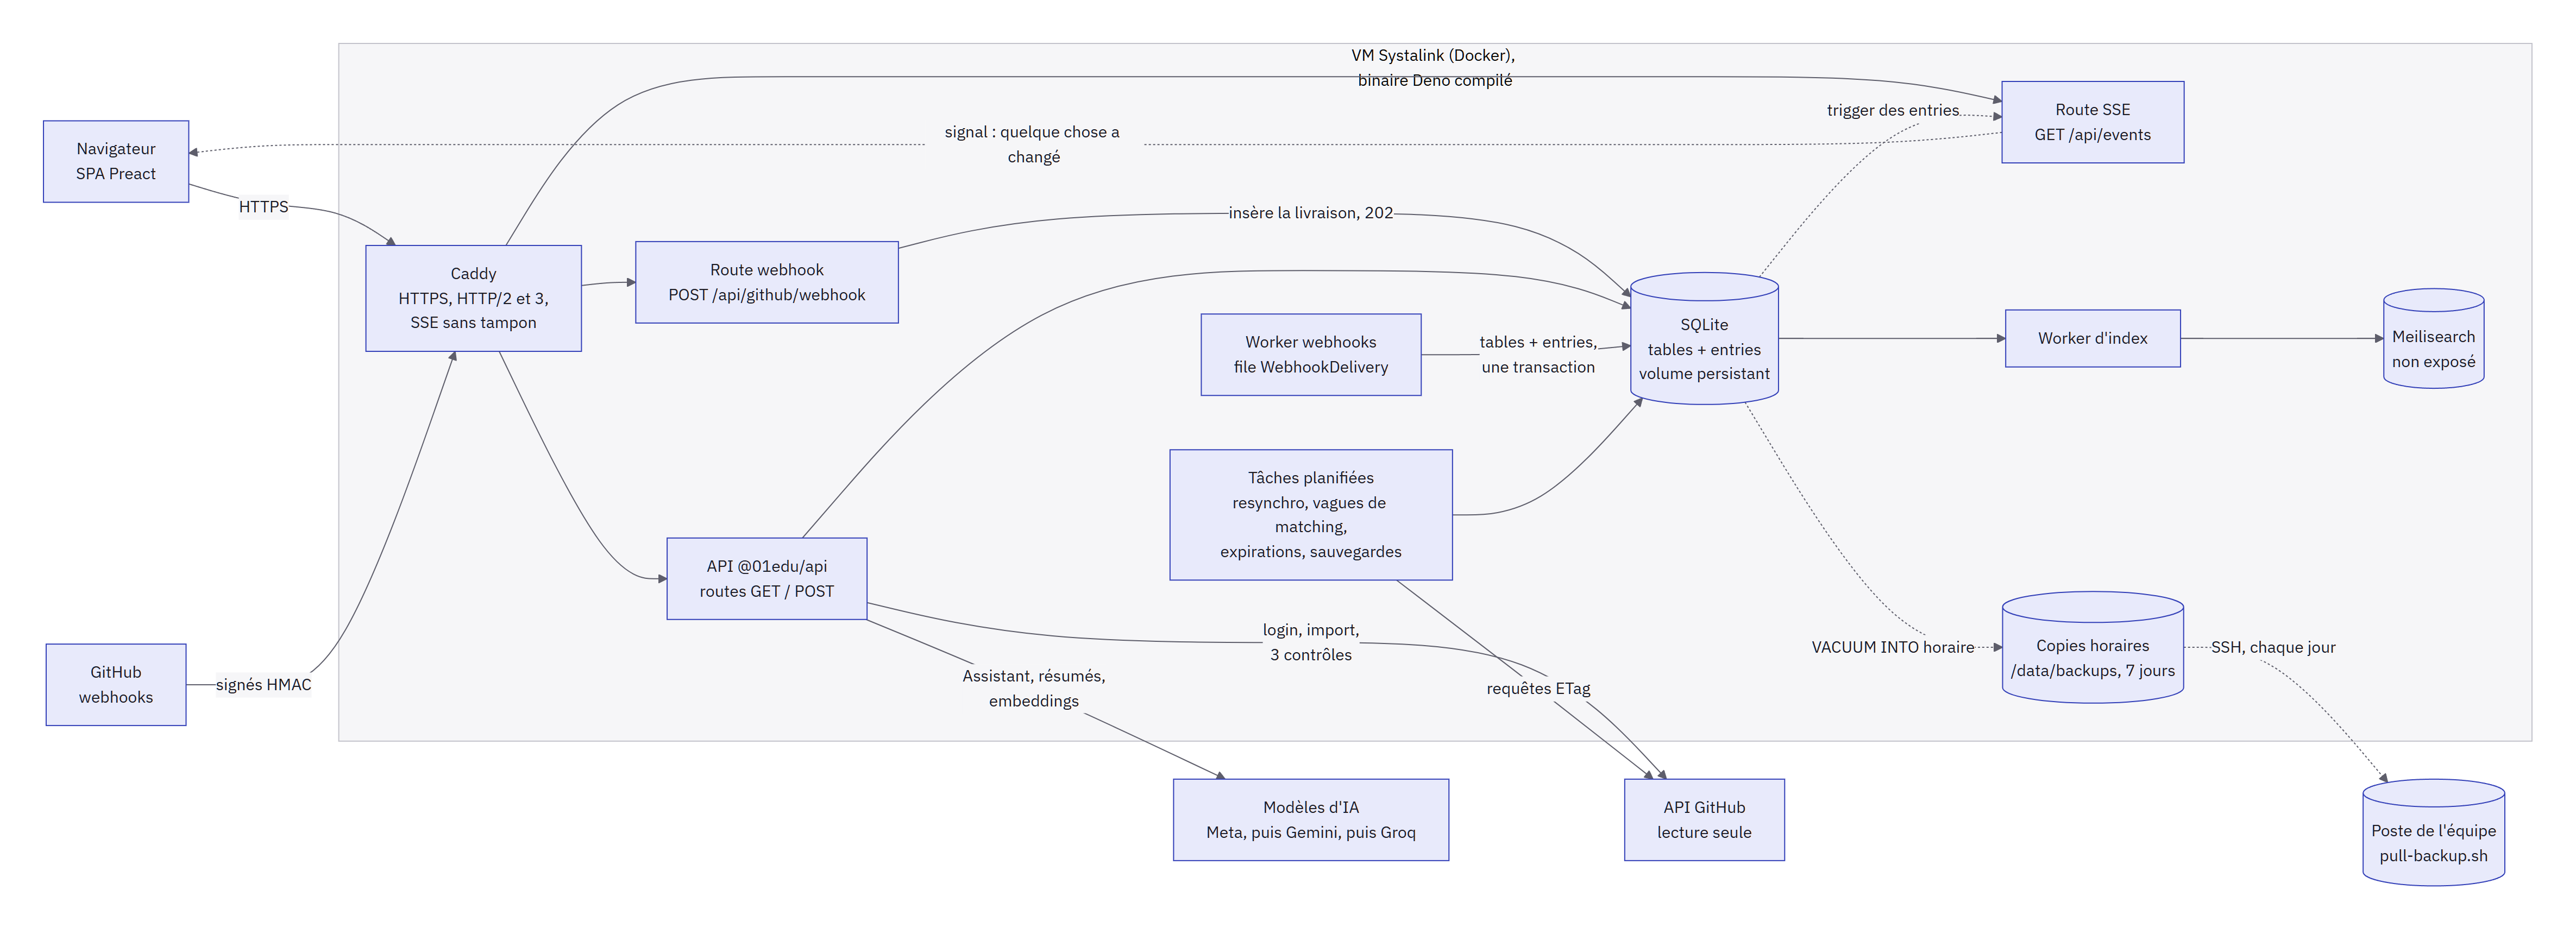 VM Systalink (Docker),
binaire Deno compilé
Navigateur
SPA Preact
HTTPS
signal : quelque chose a
changé
trigger des entries
Route SSE
GET /api/events
Caddy
HTTPS, HTTP/2 et 3,
SSE sans tampon
Route webhook
POST /api/github/webhook
insère la livraison, 202
Worker webhooks
file WebhookDelivery
tables + entries,
une transaction
SQLite
tables + entries
volume persistant
Worker d'index
Meilisearch
non exposé
Tâches planifiées
resynchro, vagues de
matching,
expirations, sauvegardes
API @01edu/api
routes GET / POST
GitHub
webhooks
signés HMAC
login, import,
3 contrôles
Assistant, résumés,
embeddings
requêtes ETag
VACUUM INTO horaire
Copies horaires
/data/backups, 7 jours
SSH, chaque jour
Modèles d'IA
Meta, puis Gemini, puis Groq
API GitHub
lecture seule
Poste de l'équipe
pull-backup.sh